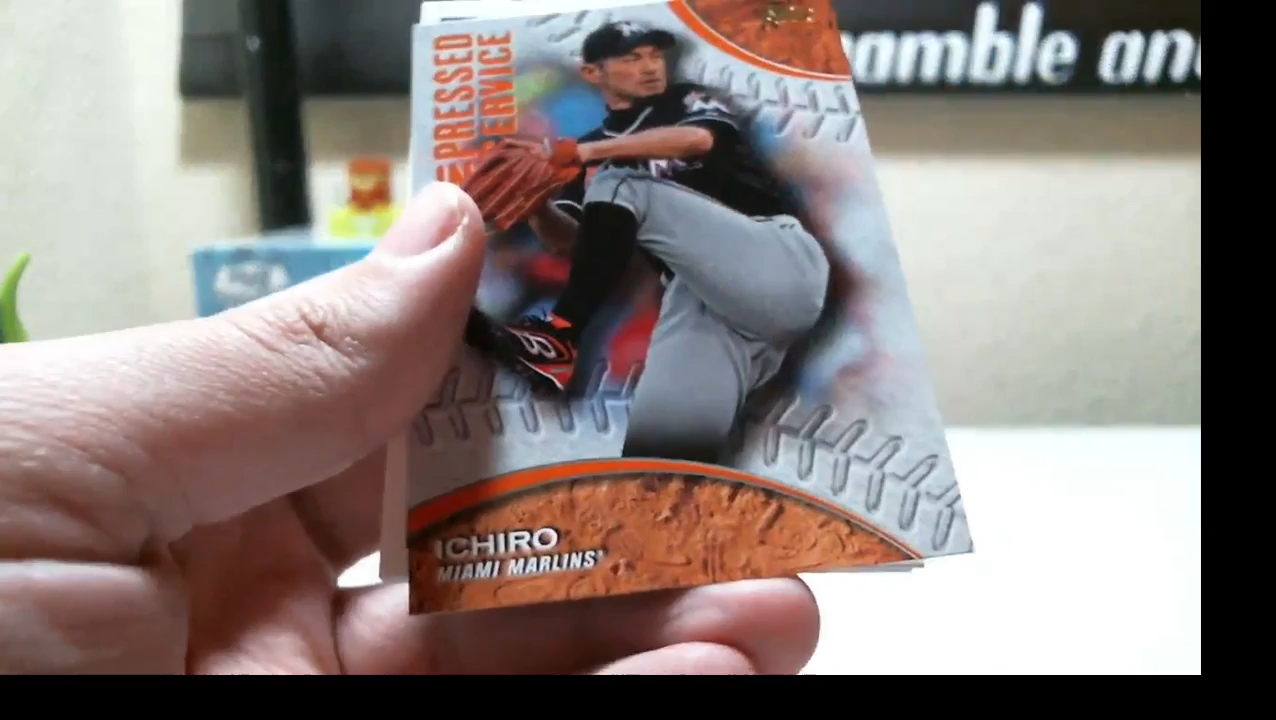 amble an
PRESSED
SERVICE
ICHIRO
MIAMI MARLINS